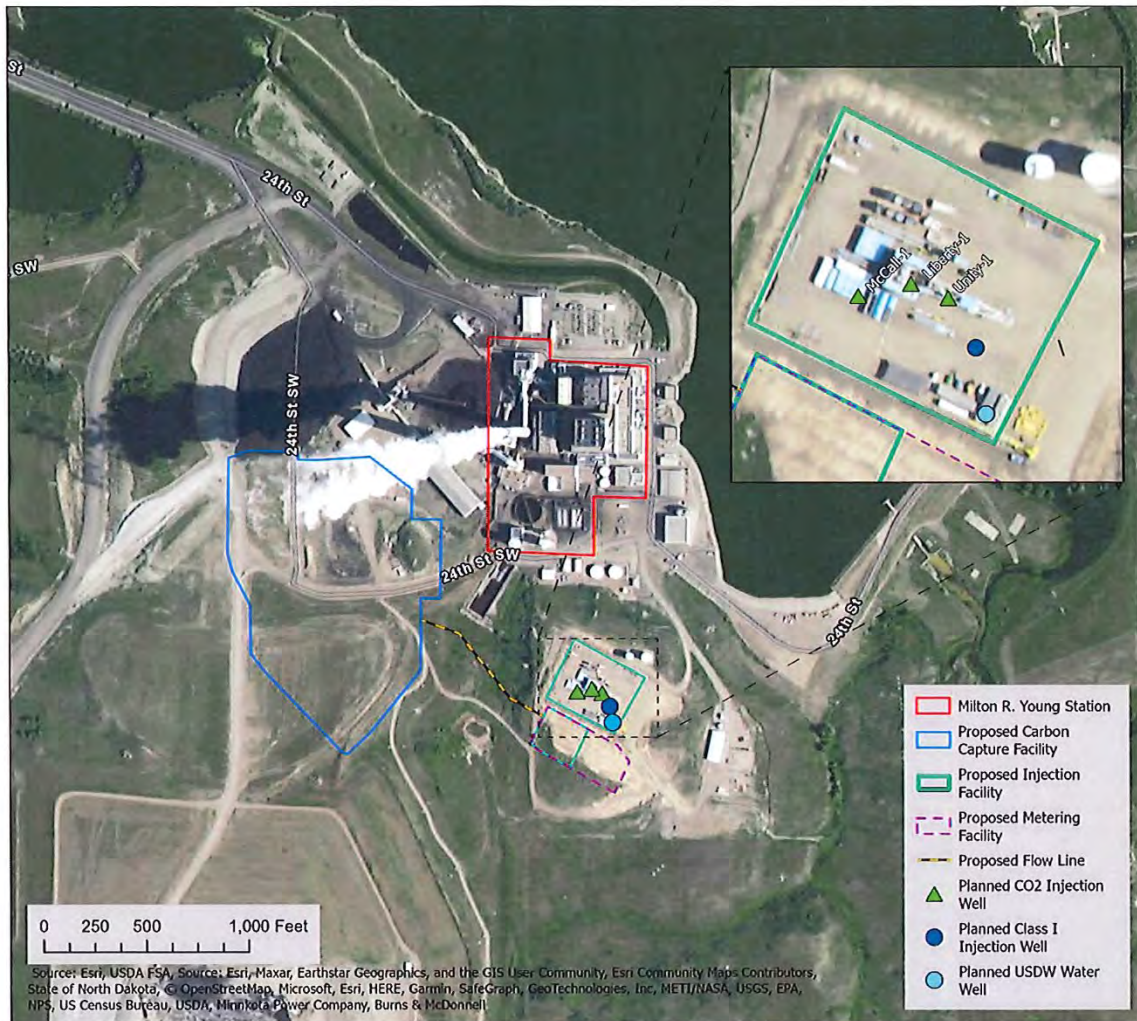 St
24th St
SW
24th St SW
24th St SW
24th St
McCall-1
Liberty-1
Unity-1
Milton R. Young Station
Proposed Carbon
Capture Facility
Proposed Injection
Facility
Proposed Metering
Facility
Proposed Flow Line
Planned CO2 Injection
Well
Planned Class I
Injection Well
Planned USDW Water
Well
0 250 500 1,000 Feet
Source: Esri, USDA FSA, Source: Esri, Maxar, Earthstar Geographics, and the GIS User Community, Esri Community Maps Contributors,
State of North Dakota, © OpenStreetMap, Microsoft, Esri, HERE, Garmin, SafeGraph, GeoTechnologies, Inc, METI/NASA, USGS, EPA,
NPS, US Census Bureau, USDA, Minnkota Power Company, Burns & McDonnell